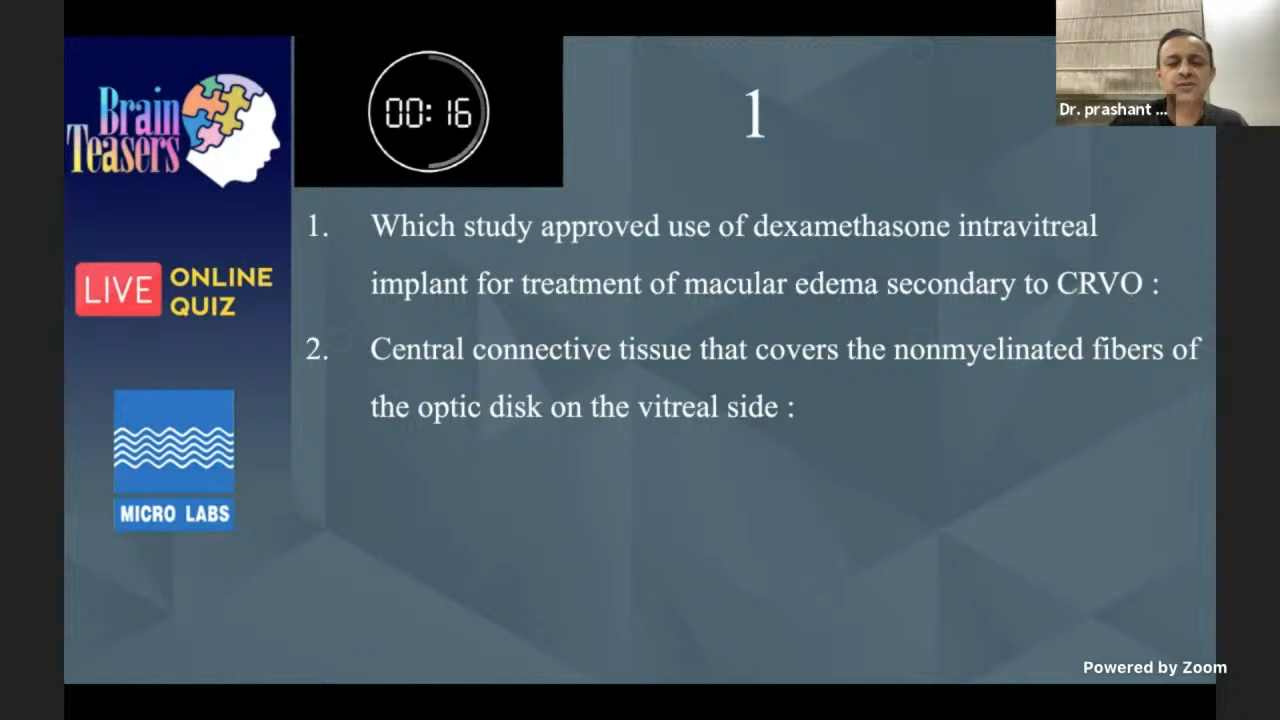 Brain
Teasers
00:16
1
Dr. prashant ...
1. Which study approved use of dexamethasone intravitreal
implant for treatment of macular edema secondary to CRVO :
2. Central connective tissue that covers the nonmyelinated fibers of
the optic disk on the vitreal side :
LIVE ONLINE
QUIZ
MICRO LABS
Powered by Zoom